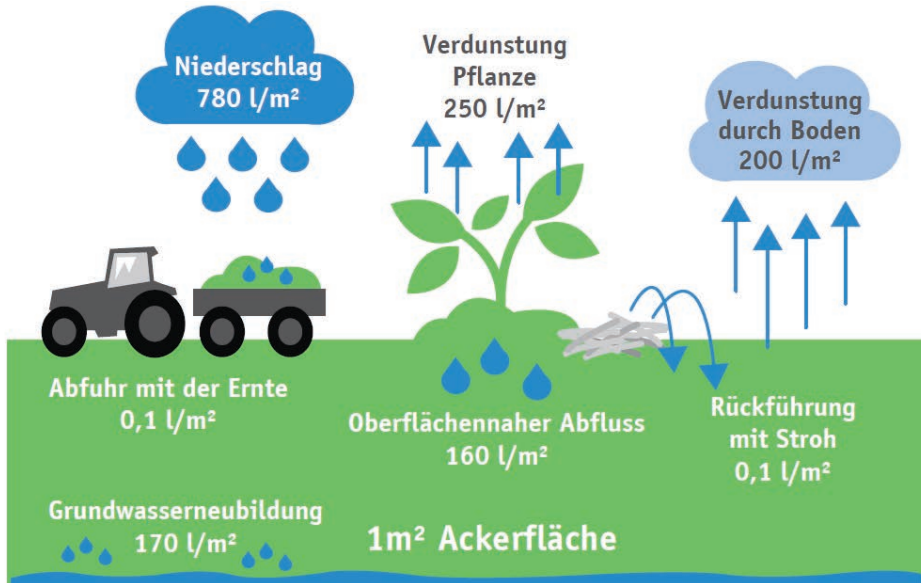 Niederschlag
780 l/m²
Verdunstung
Pflanze
250 l/m²
Verdunstung
durch Boden
200 l/m²
Abfuhr mit der Ernte
0,1 l/m²
Oberflächennaher Abfluss
160 l/m²
Rückführung
mit Stroh
0,1 l/m²
Grundwasserneubildung
170 l/m²
1m² Ackerfläche